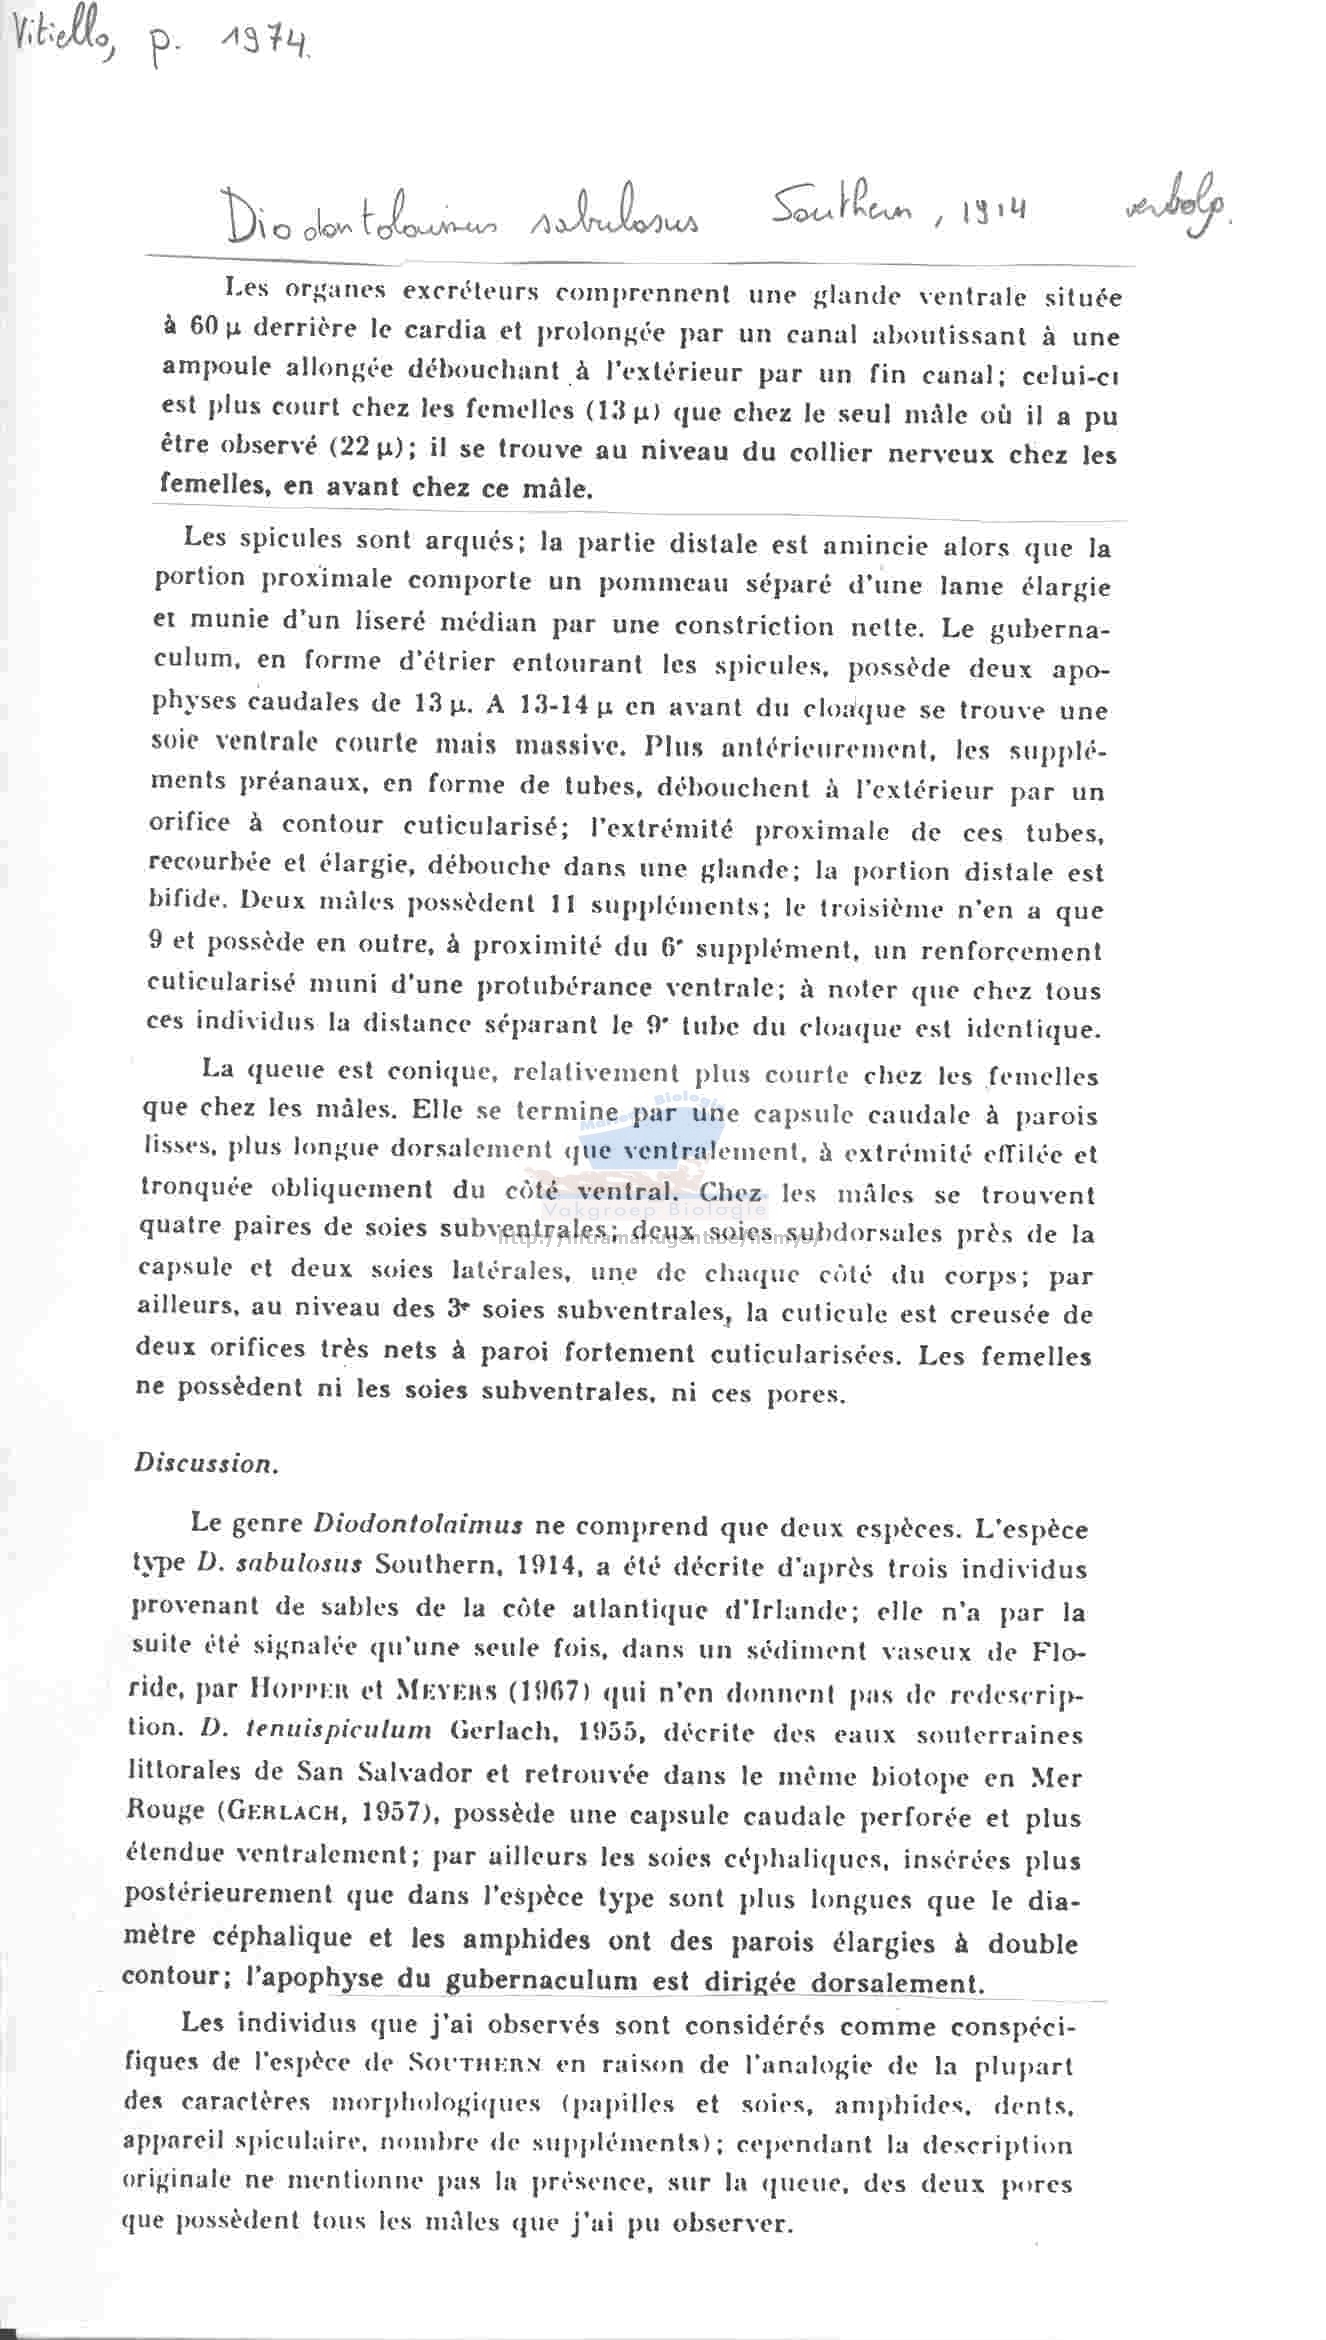 Vitiello, p. 1974.
Diodontolaimus sabulosus Southern, 1914
Les organes excréteurs comprennent une glande ventrale située
à 60 µ derrière le cardia et prolongée par un canal aboutissant à une
ampoule allongée débouchant à l'extérieur par un fin canal; celui-ci
est plus court chez les femelles (13 µ) que chez le seul mâle où il a pu
être observé (22 µ); il se trouve au niveau du collier nerveux chez les
femelles, en avant chez ce mâle.
Les spicules sont arqués; la partie distale est amincie alors que la
portion proximale comporte un pommeau séparé d'une lame élargie
et munie d'un liseré médian par une constriction nette. Le guberna-
culum, en forme d'étrier entourant les spicules, possède deux apo-
physes caudales de 13 µ. A 13-14 µ en avant du cloaque se trouve une
soie ventrale courte mais massive. Plus antérieurement, les supplé-
ments préanaux, en forme de tubes, débouchent à l'extérieur par un
orifice à contour cuticularisé; l'extrémité proximale de ces tubes,
recourbée et élargie, débouche dans une glande; la portion distale est
bifide. Deux mâles possèdent 11 suppléments; le troisième n'en a que
9 et possède en outre, à proximité du 6e supplément, un renforcement
cuticularisé muni d'une protubérance ventrale; à noter que chez tous
ces individus la distance séparant le 9e tube du cloaque est identique.
La queue est conique, relativement plus courte chez les femelles
que chez les mâles. Elle se termine par une capsule caudale à parois
lisses, plus longue dorsalement que ventralement, à extrémité effilée et
tronquée obliquement du côté ventral. Chez les mâles se trouvent
Mariene Biologie
Vakgroep Biologie
quatre paires de soies subventrales; deux soies subdorsales près de la
http://intramar.ugent.be/nemys/
capsule et deux soies latérales, une de chaque côté du corps; par
ailleurs, au niveau des 3e soies subventrales, la cuticule est creusée de
deux orifices très nets à paroi fortement cuticularisées. Les femelles
ne possèdent ni les soies subventrales, ni ces pores.
Discussion.
Le genre Diodontolaimus ne comprend que deux espèces. L'espèce
type D. sabulosus Southern, 1914, a été décrite d'après trois individus
provenant de sables de la côte atlantique d'Irlande; elle n'a par la
suite été signalée qu'une seule fois, dans un sédiment vaseux de Flo-
ride, par HOPPER et MEYERS (1967) qui n'en donnent pas de redescrip-
tion. D. tenuispiculum Gerlach, 1955, décrite des eaux souterraines
littorales de San Salvador et retrouvée dans le même biotope en Mer
Rouge (GERLACH, 1957), possède une capsule caudale perforée et plus
étendue ventralement; par ailleurs les soies céphaliques, insérées plus
postérieurement que dans l'espèce type sont plus longues que le dia-
mètre céphalique et les amphides ont des parois élargies à double
contour; l'apophyse du gubernaculum est dirigée dorsalement.
Les individus que j'ai observés sont considérés comme conspéci-
fiques de l'espèce de SOUTHERN en raison de l'analogie de la plupart
des caractères morphologiques (papilles et soies, amphides, dents,
appareil spiculaire, nombre de suppléments); cependant la description
originale ne mentionne pas la présence, sur la queue, des deux pores
que possèdent tous les mâles que j'ai pu observer.